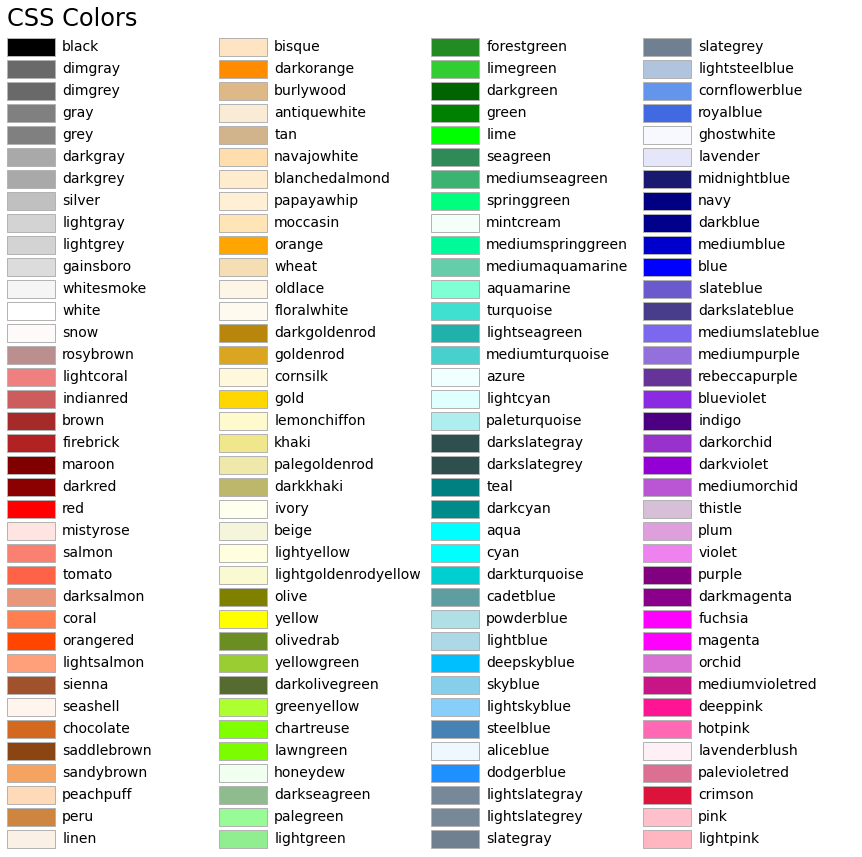 CSS Colors
black
dimgray
dimgrey
gray
grey
darkgray
darkgrey
silver
lightgray
lightgrey
gainsboro
whitesmoke
white
snow
rosybrown
lightcoral
indianred
brown
firebrick
maroon
darkred
red
mistyrose
salmon
tomato
darksalmon
coral
orangered
lightsalmon
sienna
seashell
chocolate
saddlebrown
sandybrown
peachpuff
peru
linen
bisque
darkorange
burlywood
antiquewhite
tan
navajowhite
blanchedalmond
papayawhip
moccasin
orange
wheat
oldlace
floralwhite
darkgoldenrod
goldenrod
cornsilk
gold
lemonchiffon
khaki
palegoldenrod
darkkhaki
ivory
beige
lightyellow
lightgoldenrodyellow
olive
yellow
olivedrab
yellowgreen
darkolivegreen
greenyellow
chartreuse
lawngreen
honeydew
darkseagreen
palegreen
lightgreen
forestgreen
limegreen
darkgreen
green
lime
seagreen
mediumseagreen
springgreen
mintcream
mediumspringgreen
mediumaquamarine
aquamarine
turquoise
lightseagreen
mediumturquoise
azure
lightcyan
paleturquoise
darkslategray
darkslategrey
teal
darkcyan
aqua
cyan
darkturquoise
cadetblue
powderblue
lightblue
deepskyblue
skyblue
lightskyblue
steelblue
aliceblue
dodgerblue
lightslategray
lightslategrey
slategray
slategrey
lightsteelblue
cornflowerblue
royalblue
ghostwhite
lavender
midnightblue
navy
darkblue
mediumblue
blue
slateblue
darkslateblue
mediumslateblue
mediumpurple
rebeccapurple
blueviolet
indigo
darkorchid
darkviolet
mediumorchid
thistle
plum
violet
purple
darkmagenta
fuchsia
magenta
orchid
mediumvioletred
deeppink
hotpink
lavenderblush
palevioletred
crimson
pink
lightpink